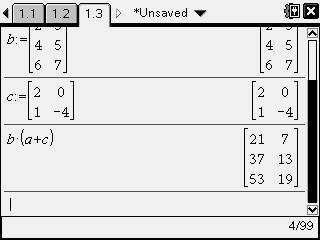 1.1 1.2 1.3 *Unsaved
b:=
4 5 4 5
6 7 6 7
c:= 2 0 2 0
1 -4 1 -4
21 7
b·(a+c) 37 13
53 19
4/99